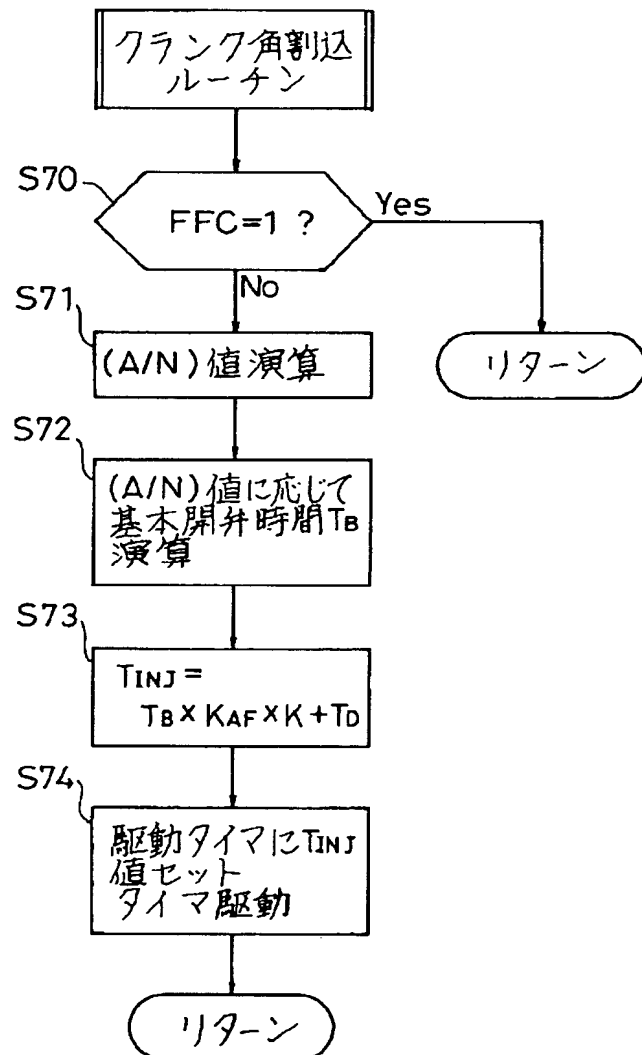 クランク角割込
ルーチン
S70
FFC=1 ?
Yes
No
S71
(A/N)値演算
リターン
S72
(A/N)値に応じて
基本開弁時間TB
演算
S73
TINJ=
TB×KAF×K+TD
S74
駆動タイマにTINJ
値セット
タイマ駆動
リターン